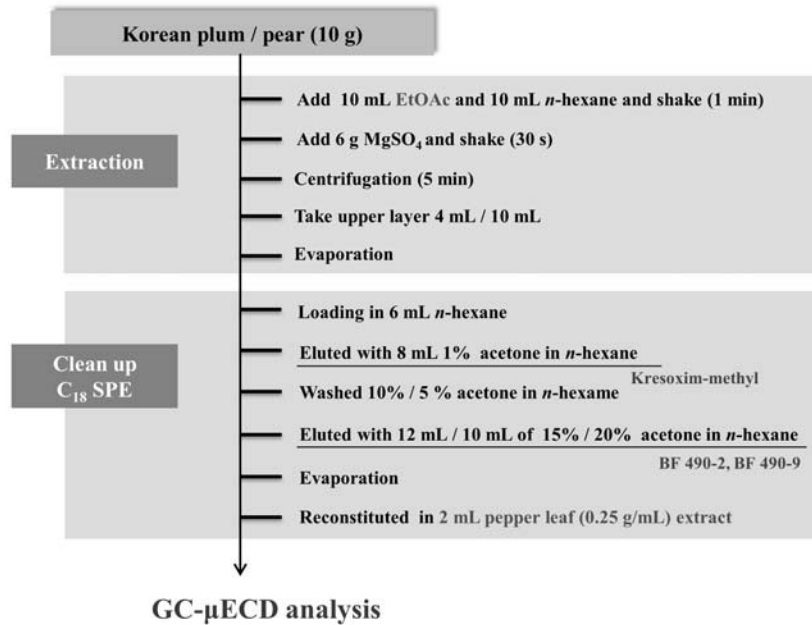 Korean plum / pear (10 g)
Extraction
Add 10 mL EtOAc and 10 mL n-hexane and shake (1 min)
Add 6 g MgSO₄ and shake (30 s)
Centrifugation (5 min)
Take upper layer 4 mL / 10 mL
Evaporation
Clean up
C₁₈ SPE
Loading in 6 mL n-hexane
Eluted with 8 mL 1% acetone in n-hexane
Kresoxim-methyl
Washed 10% / 5 % acetone in n-hexame
Eluted with 12 mL / 10 mL of 15% / 20% acetone in n-hexane
BF 490-2, BF 490-9
Evaporation
Reconstituted in 2 mL pepper leaf (0.25 g/mL) extract
GC-μECD analysis